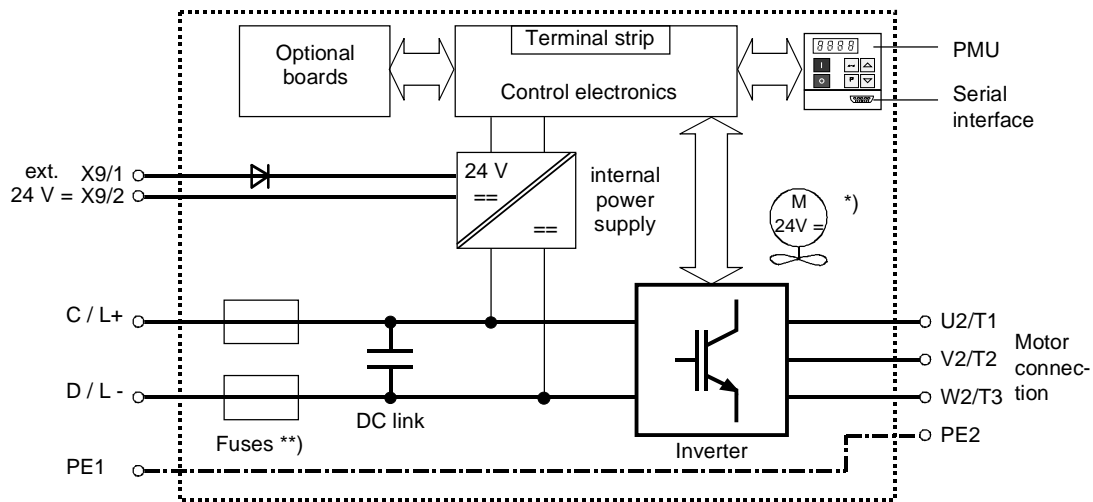 Optional
boards
Terminal strip
Control electronics
8888
I
O
P
PMU
Serial
interface
ext.
24 V =
X9/1
X9/2
24 V
==
==
internal
power
supply
M
24V =
*)
C / L+
D / L -
Fuses **)
DC link
Inverter
U2/T1
V2/T2
W2/T3
Motor
connec-
tion
PE1
PE2